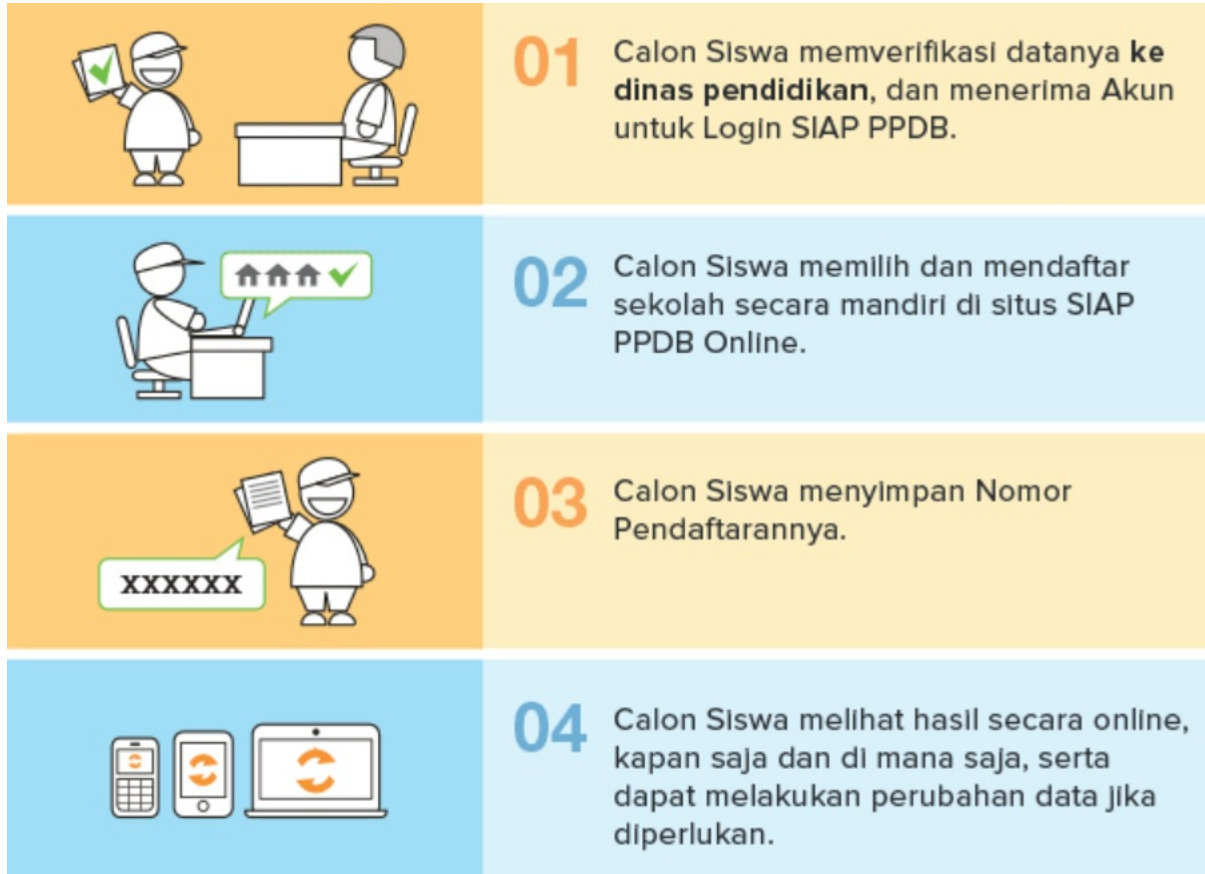 01
Calon Siswa memverifikasi datanya ke
dinas pendidikan, dan menerima Akun
untuk Login SIAP PPDB.
02
Calon Siswa memilih dan mendaftar
sekolah secara mandiri di situs SIAP
PPDB Online.
XXXXXX
03
Calon Siswa menyimpan Nomor
Pendaftarannya.
04
Calon Siswa melihat hasil secara online,
kapan saja dan di mana saja, serta
dapat melakukan perubahan data jika
diperlukan.